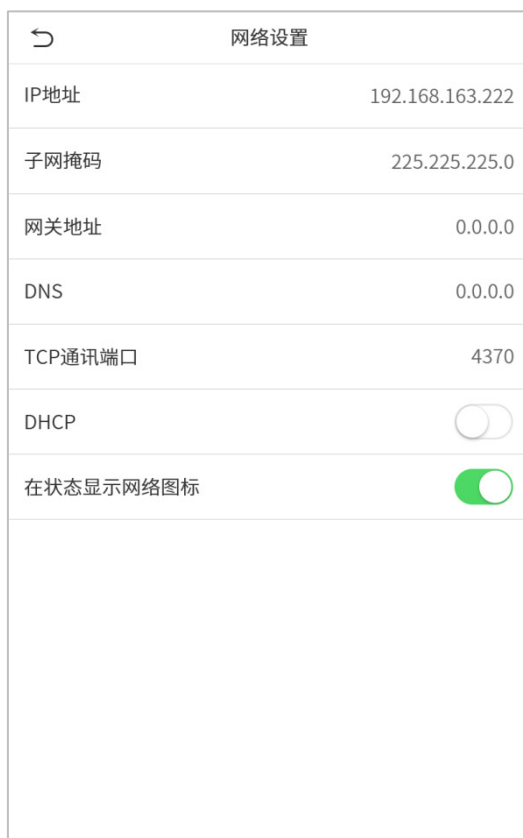 网络设置
IP地址 192.168.163.222
子网掩码 225.225.225.0
网关地址 0.0.0.0
DNS 0.0.0.0
TCP通讯端口 4370
DHCP
在状态显示网络图标